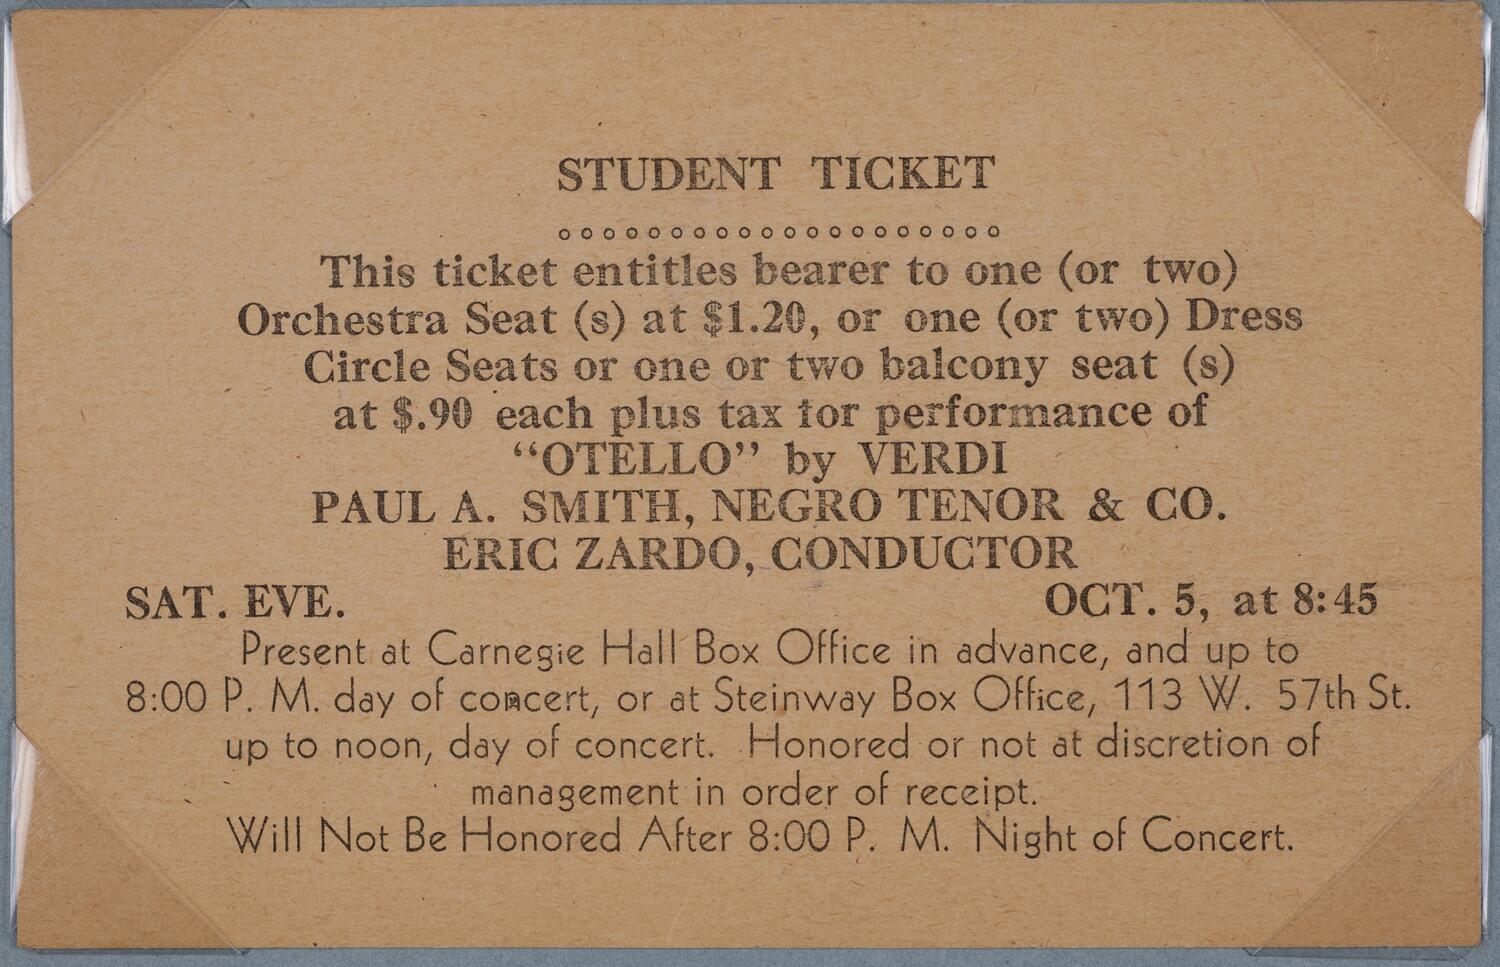 STUDENT TICKET
This ticket entitles bearer to one (or two)
Orchestra Seat (s) at $1.20, or one (or two) Dress
Circle Seats or one or two balcony seat (s)
at $.90 each plus tax for performance of
“OTELLO” by VERDI
PAUL A. SMITH, NEGRO TENOR & CO.
ERIC ZARDO, CONDUCTOR
SAT. EVE. OCT. 5, at 8:45
Present at Carnegie Hall Box Office in advance, and up to
8:00 P. M. day of concert, or at Steinway Box Office, 113 W. 57th St.
up to noon, day of concert. Honored or not at discretion of
management in order of receipt.
Will Not Be Honored After 8:00 P. M. Night of Concert.